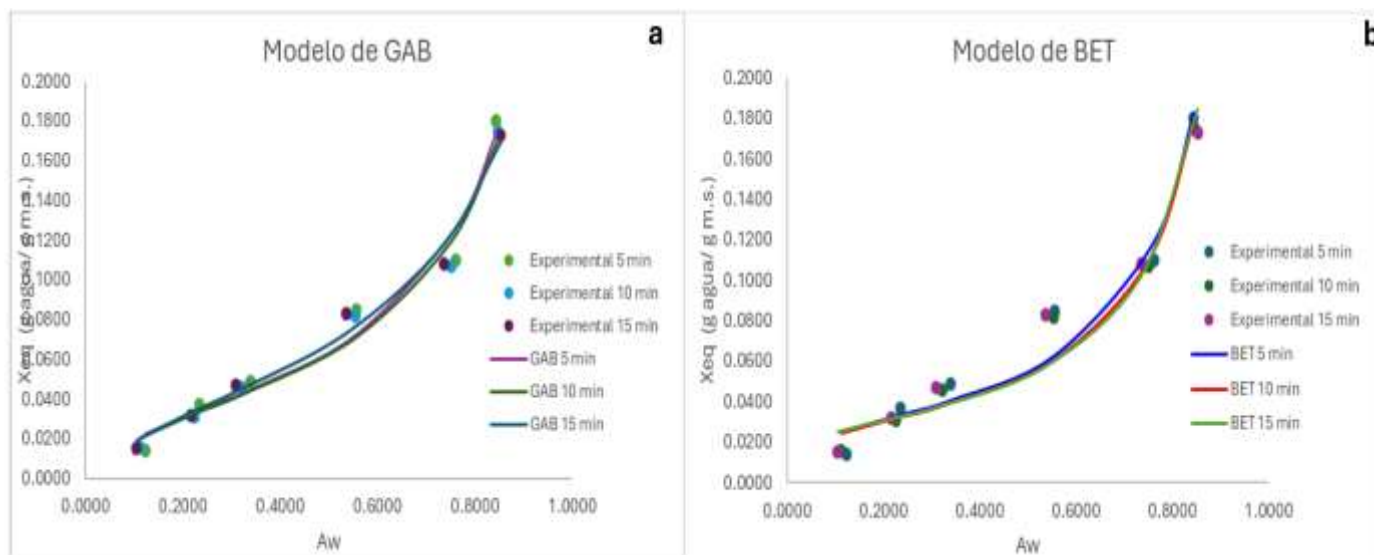 Modelo de GAB
a
0.2000
0.1800
0.1600
0.1400
0.1200
0.1000
0.0800
0.0600
0.0400
0.0200
0.0000
Xeq (g agua/ g m.s.)
0.0000 0.2000 0.4000 0.6000 0.8000 1.0000
Aw
Experimental 5 min
Experimental 10 min
Experimental 15 min
GAB 5 min
GAB 10 min
GAB 15 min
Modelo de BET
b
0.2000
0.1800
0.1600
0.1400
0.1200
0.1000
0.0800
0.0600
0.0400
0.0200
0.0000
Xeq (g agua/ g m.s.)
0.0000 0.2000 0.4000 0.6000 0.8000 1.0000
Aw
Experimental 5 min
Experimental 10 min
Experimental 15 min
BET 5 min
BET 10 min
BET 15 min